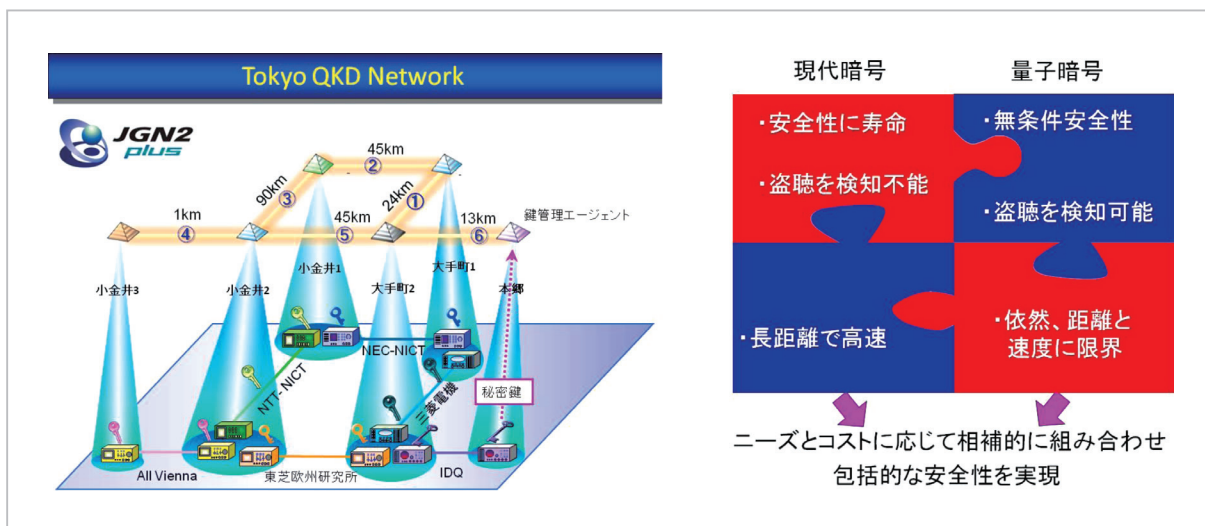 Tokyo QKD Network
JGN2
plus
45km
②
90km
③
24km
①
1km
④
45km
⑤
13km
⑥
鍵管理エージェント
小金井1
大手町1
小金井3
小金井2
大手町2
本郷
NEC-NICT
NTT-NICT
三菱電機
秘密鍵
All Vienna
東芝欧州研究所
IDQ
現代暗号
量子暗号
・安全性に寿命
・盗聴を検知不能
・無条件安全性
・盗聴を検知可能
・長距離で高速
・依然、距離と
速度に限界
ニーズとコストに応じて相補的に組み合わせ
包括的な安全性を実現